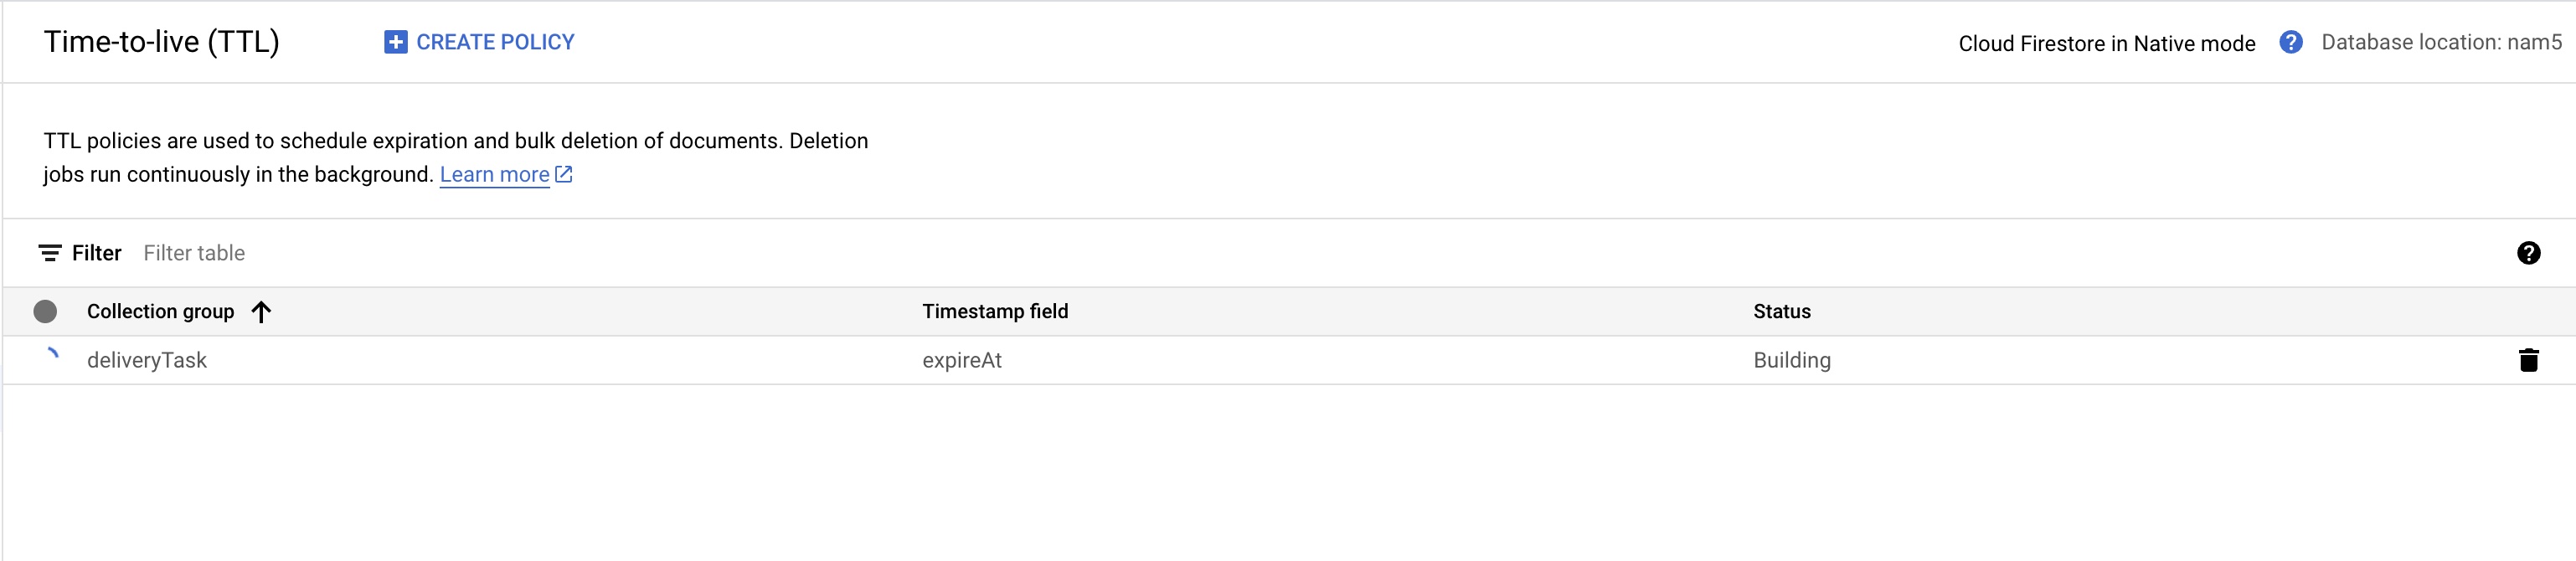 Time-to-live (TTL) CREATE POLICY Cloud Firestore in Native mode Database location: nam5
TTL policies are used to schedule expiration and bulk deletion of documents. Deletion
jobs run continuously in the background. Learn more
Filter Filter table
Collection group Timestamp field Status
deliveryTask expireAt Building